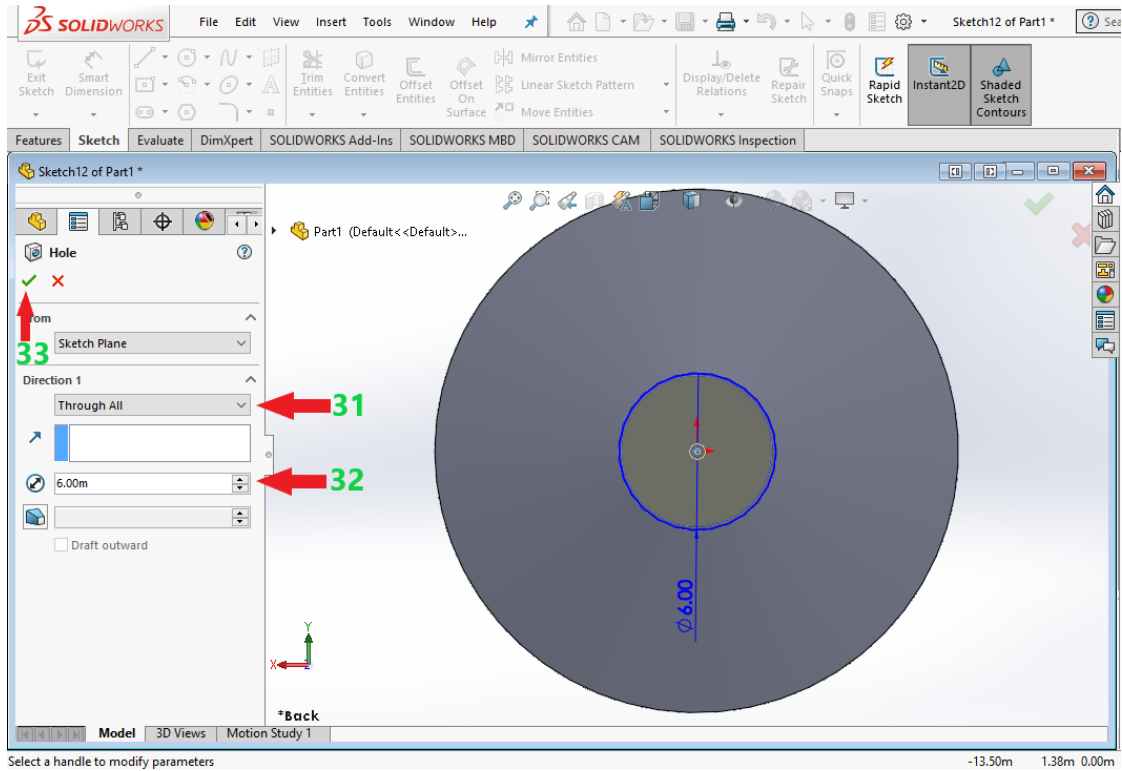 SOLIDWORKS File Edit View Insert Tools Window Help Sketch12 of Part1 * ? Sea
Exit Sketch
Smart Dimension
Trim Entities
Convert Entities
Offset Entities
Offset On Surface
Mirror Entities
Linear Sketch Pattern
Move Entities
Display/Delete Relations
Repair Sketch
Quick Snaps
Rapid Sketch
Instant2D
Shaded Sketch Contours
Features Sketch Evaluate DimXpert SOLIDWORKS Add-Ins SOLIDWORKS MBD SOLIDWORKS CAM SOLIDWORKS Inspection
Sketch12 of Part1 *
Part1 (Default<<Default>...
Hole ?
From
33
Sketch Plane
Direction 1
Through All
31
6.00m
32
Draft outward
Ø 6.00
Y
X
Z
*Back
Model 3D Views Motion Study 1
Select a handle to modify parameters -13.50m 1.38m 0.00m